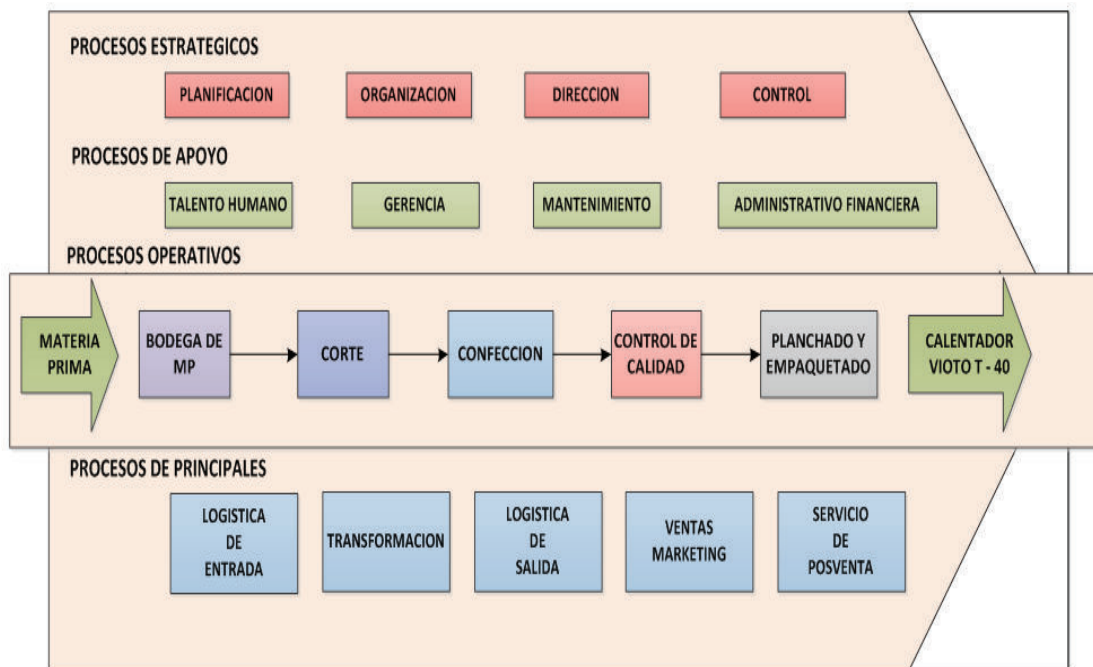 PROCESOS ESTRATEGICOS
PLANIFICACION
ORGANIZACION
DIRECCION
CONTROL
PROCESOS DE APOYO
TALENTO HUMANO
GERENCIA
MANTENIMIENTO
ADMINISTRATIVO FINANCIERA
PROCESOS OPERATIVOS
MATERIA
PRIMA
BODEGA DE
MP
CORTE
CONFECCION
CONTROL DE
CALIDAD
PLANCHADO Y
EMPAQUETADO
CALENTADOR
VIOTO T - 40
PROCESOS DE PRINCIPALES
LOGISTICA
DE
ENTRADA
TRANSFORMACION
LOGISTICA
DE
SALIDA
VENTAS
MARKETING
SERVICIO
DE
POSVENTA